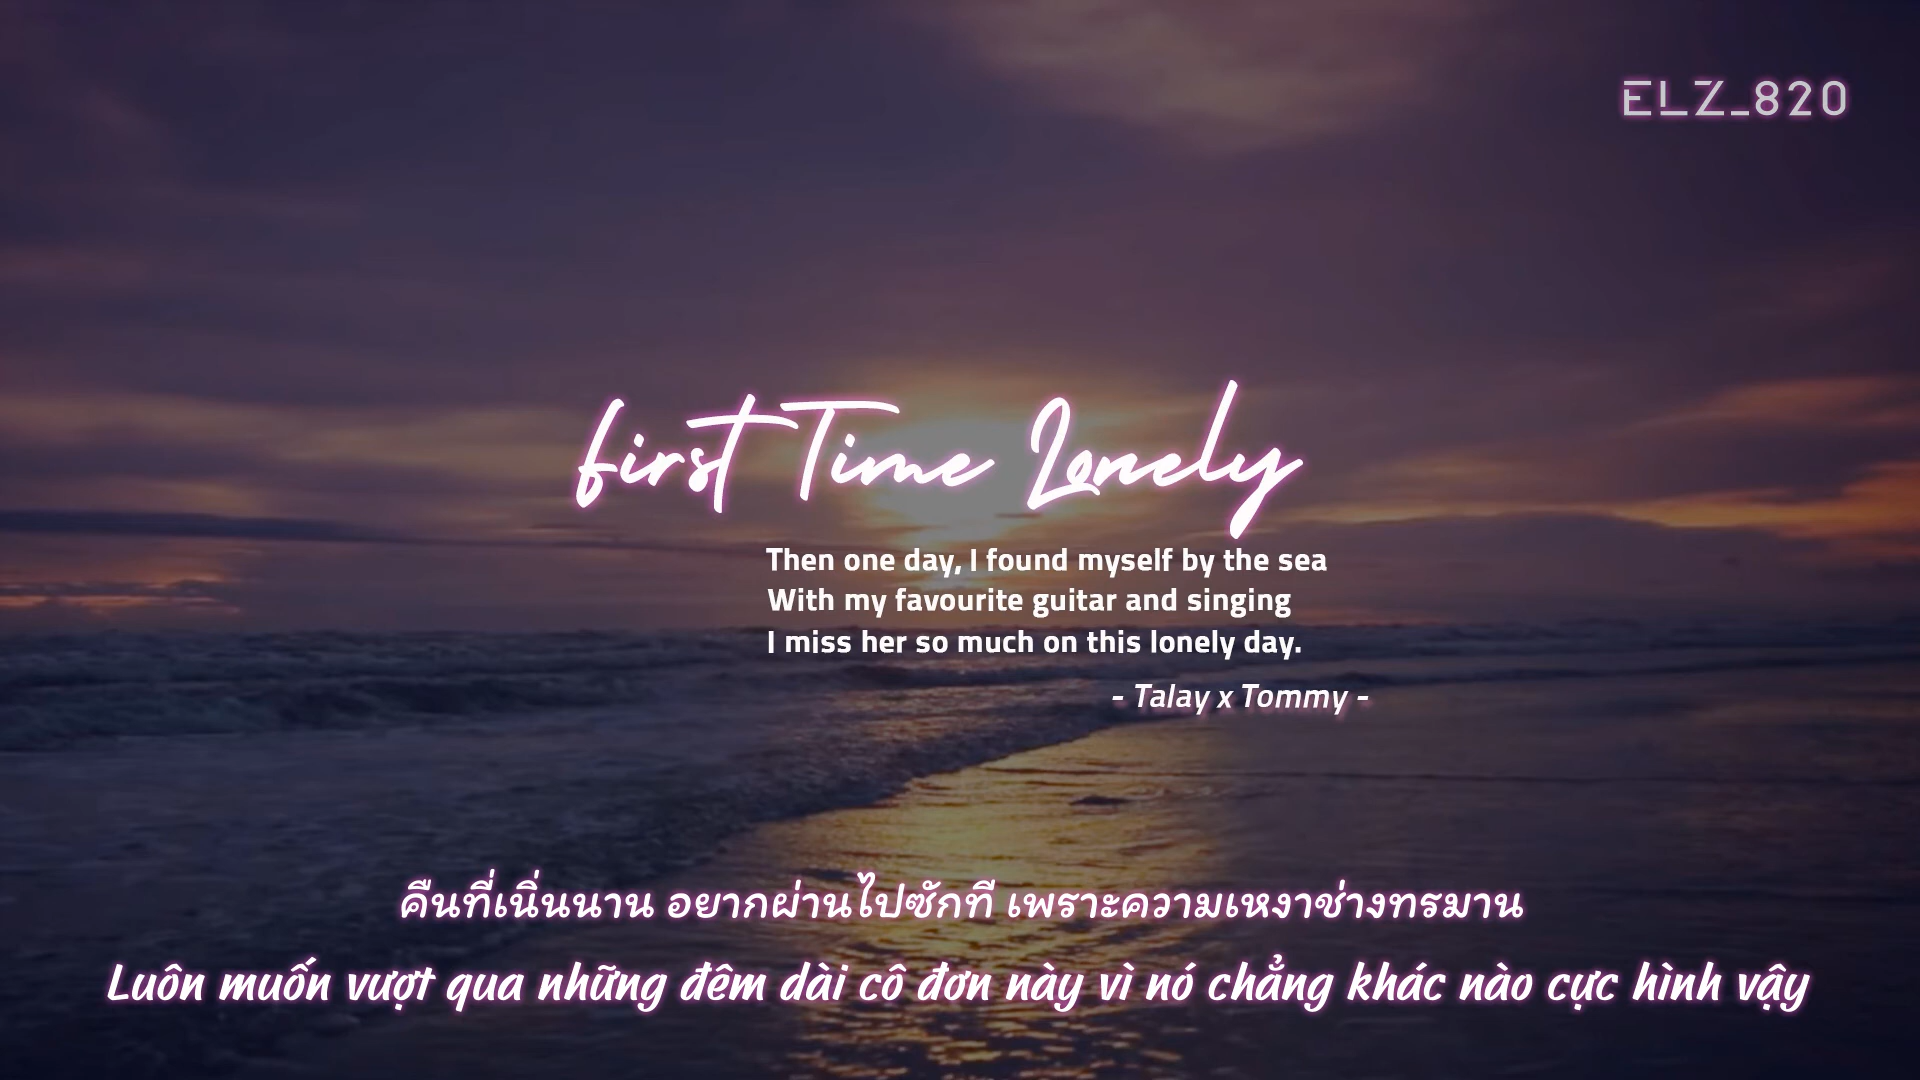 ELZ_820
first Time Lonely
Then one day, I found myself by the sea
With my favourite guitar and singing
I miss her so much on this lonely day.
- Talay x Tommy -
คืนที่เนิ่นนาน อยากผ่านไปซักที เพราะความเหงาช่างทรมาน
Luôn muốn vượt qua những đêm dài cô đơn này vì nó chẳng khác nào cực hình vậy